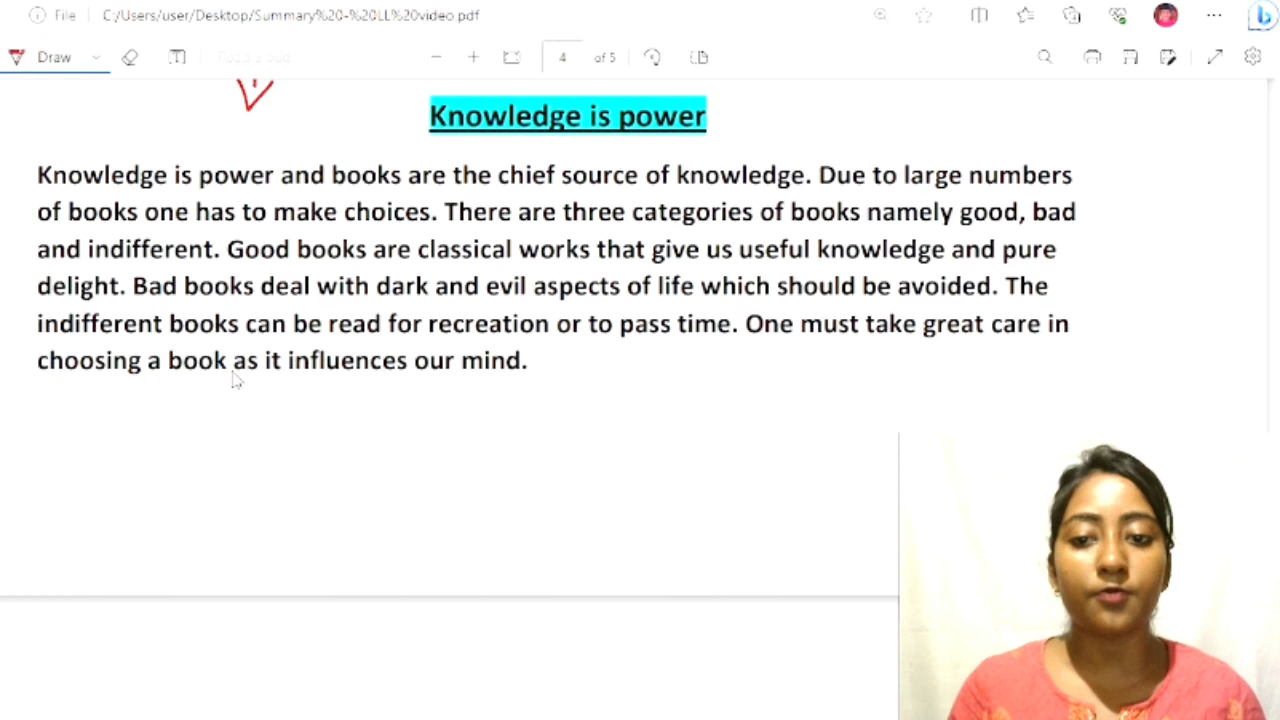 File C:/Users/user/Desktop/Summary%20-%20LL%20video.pdf
Draw 4 of 5
Knowledge is power
Knowledge is power and books are the chief source of knowledge. Due to large numbers
of books one has to make choices. There are three categories of books namely good, bad
and indifferent. Good books are classical works that give us useful knowledge and pure
delight. Bad books deal with dark and evil aspects of life which should be avoided. The
indifferent books can be read for recreation or to pass time. One must take great care in
choosing a book as it influences our mind.